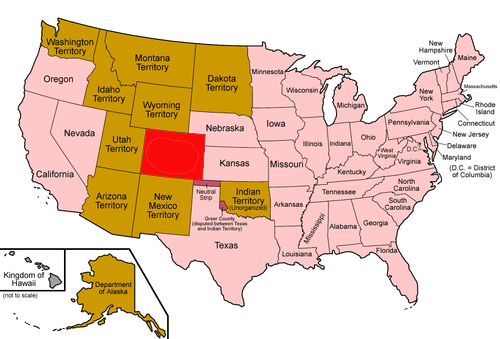 Washington
Territory
Oregon
Idaho
Territory
Montana
Territory
Wyoming
Territory
Dakota
Territory
Minnesota
Wisconsin
Michigan
New
Hampshire
Vermont
Maine
Massachusetts
New
York
Rhode
Island
Connecticut
New Jersey
Delaware
Maryland
(D.C. = District
of Columbia)
Pennsylvania
D.C.
West
Virginia
Virginia
Nevada
California
Utah
Territory
Nebraska
Kansas
Iowa
Missouri
Illinois
Indiana
Ohio
Kentucky
Tennessee
North
Carolina
South
Carolina
Arizona
Territory
New
Mexico
Territory
Neutral
Strip
Indian
Territory
(Unorganized)
Greer County
(disputed between Texas
and Indian Territory)
Texas
Arkansas
Louisiana
Mississippi
Alabama
Georgia
Florida
Kingdom of
Hawaii
(not to scale)
Department
of Alaska